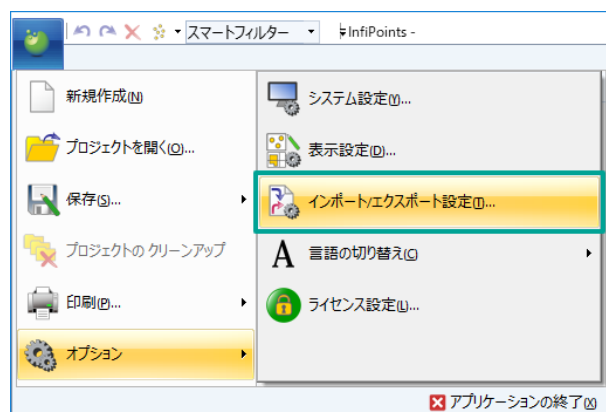 スマートフィルター InfiPoints -
新規作成(N)
プロジェクトを開く(O)...
保存(S)...
プロジェクトの クリーンアップ
印刷(P)...
オプション
システム設定(Y)...
表示設定(D)...
インポート/エクスポート設定(I)...
A 言語の切り替え(C)
ライセンス設定(L)...
アプリケーションの終了(X)